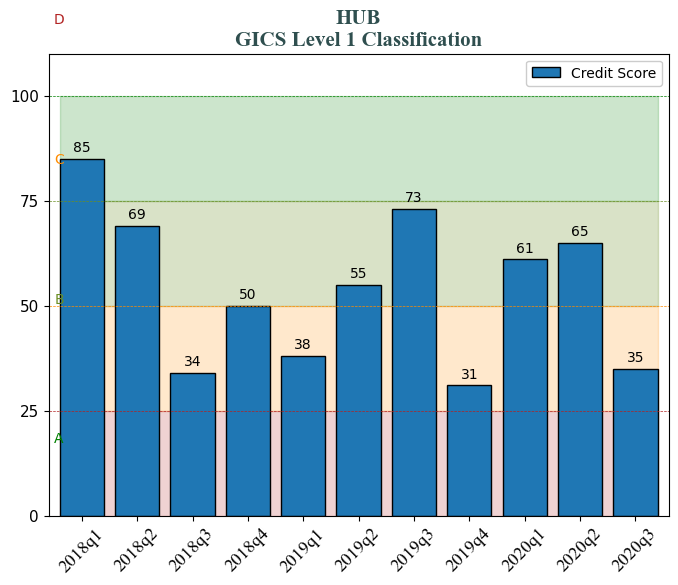 D
HUB
GICS Level 1 Classification
Credit Score
100
75
50
25
0
C
B
A
85
69
34
50
38
55
73
31
61
65
35
2018q1
2018q2
2018q3
2018q4
2019q1
2019q2
2019q3
2019q4
2020q1
2020q2
2020q3